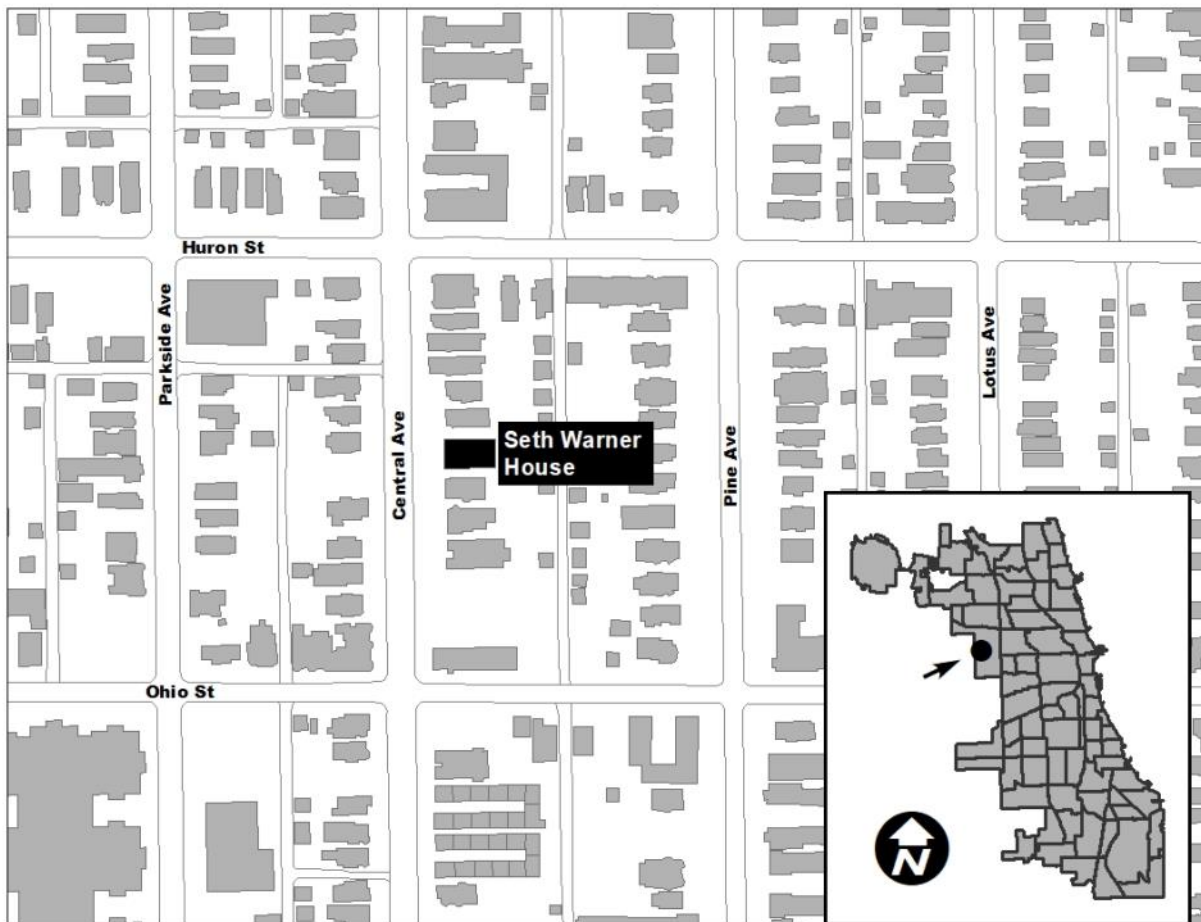 Huron St
Parkside Ave
Central Ave
Seth Warner
House
Pine Ave
Lotus Ave
Ohio St
N